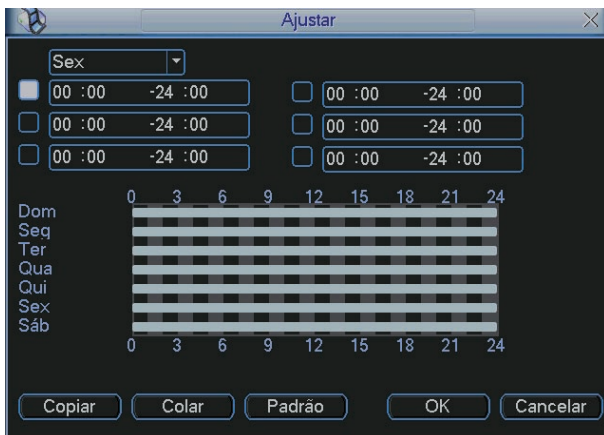 Ajustar
Sex
00 :00 -24 :00 00 :00 -24 :00
00 :00 -24 :00 00 :00 -24 :00
00 :00 -24 :00 00 :00 -24 :00
0 3 6 9 12 15 18 21 24
Dom
Seg
Ter
Qua
Qui
Sex
Sáb
0 3 6 9 12 15 18 21 24
Copiar Colar Padrão OK Cancelar